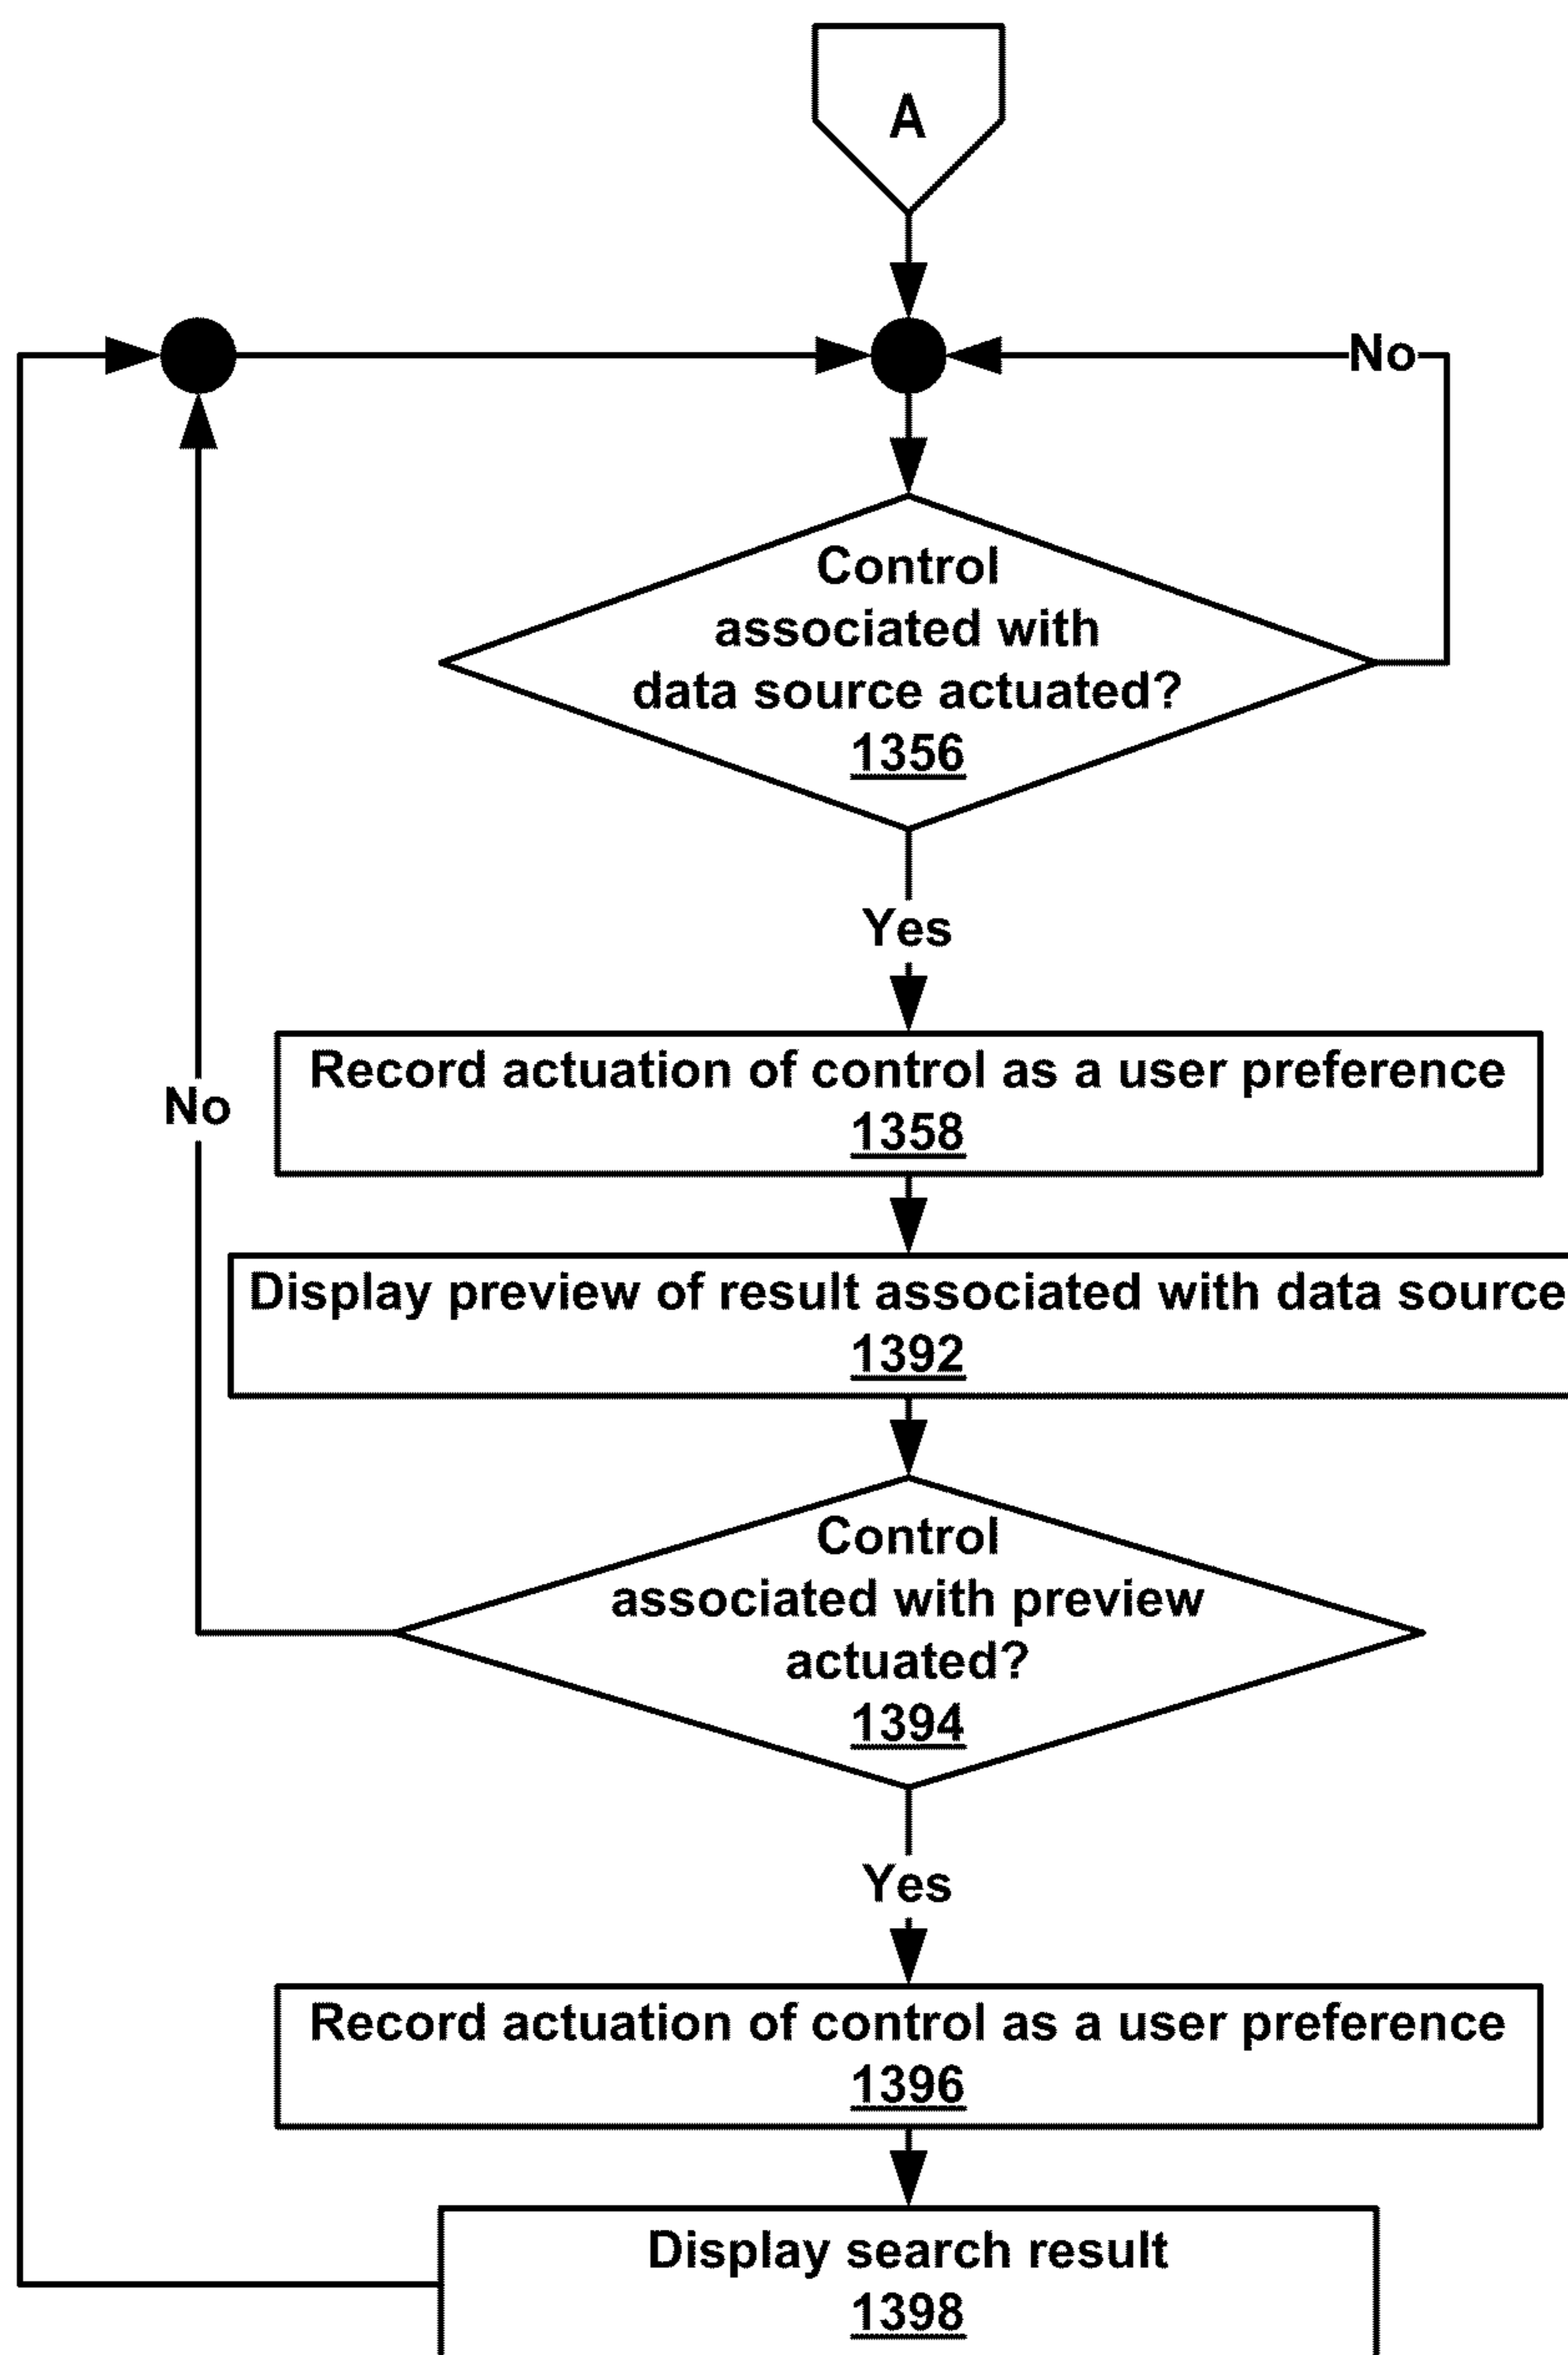 A
No
Control
associated with
data source actuated?
1356
Yes
Record actuation of control as a user preference
1358
No
Display preview of result associated with data source
1392
Control
associated with preview
actuated?
1394
Yes
Record actuation of control as a user preference
1396
Display search result
1398